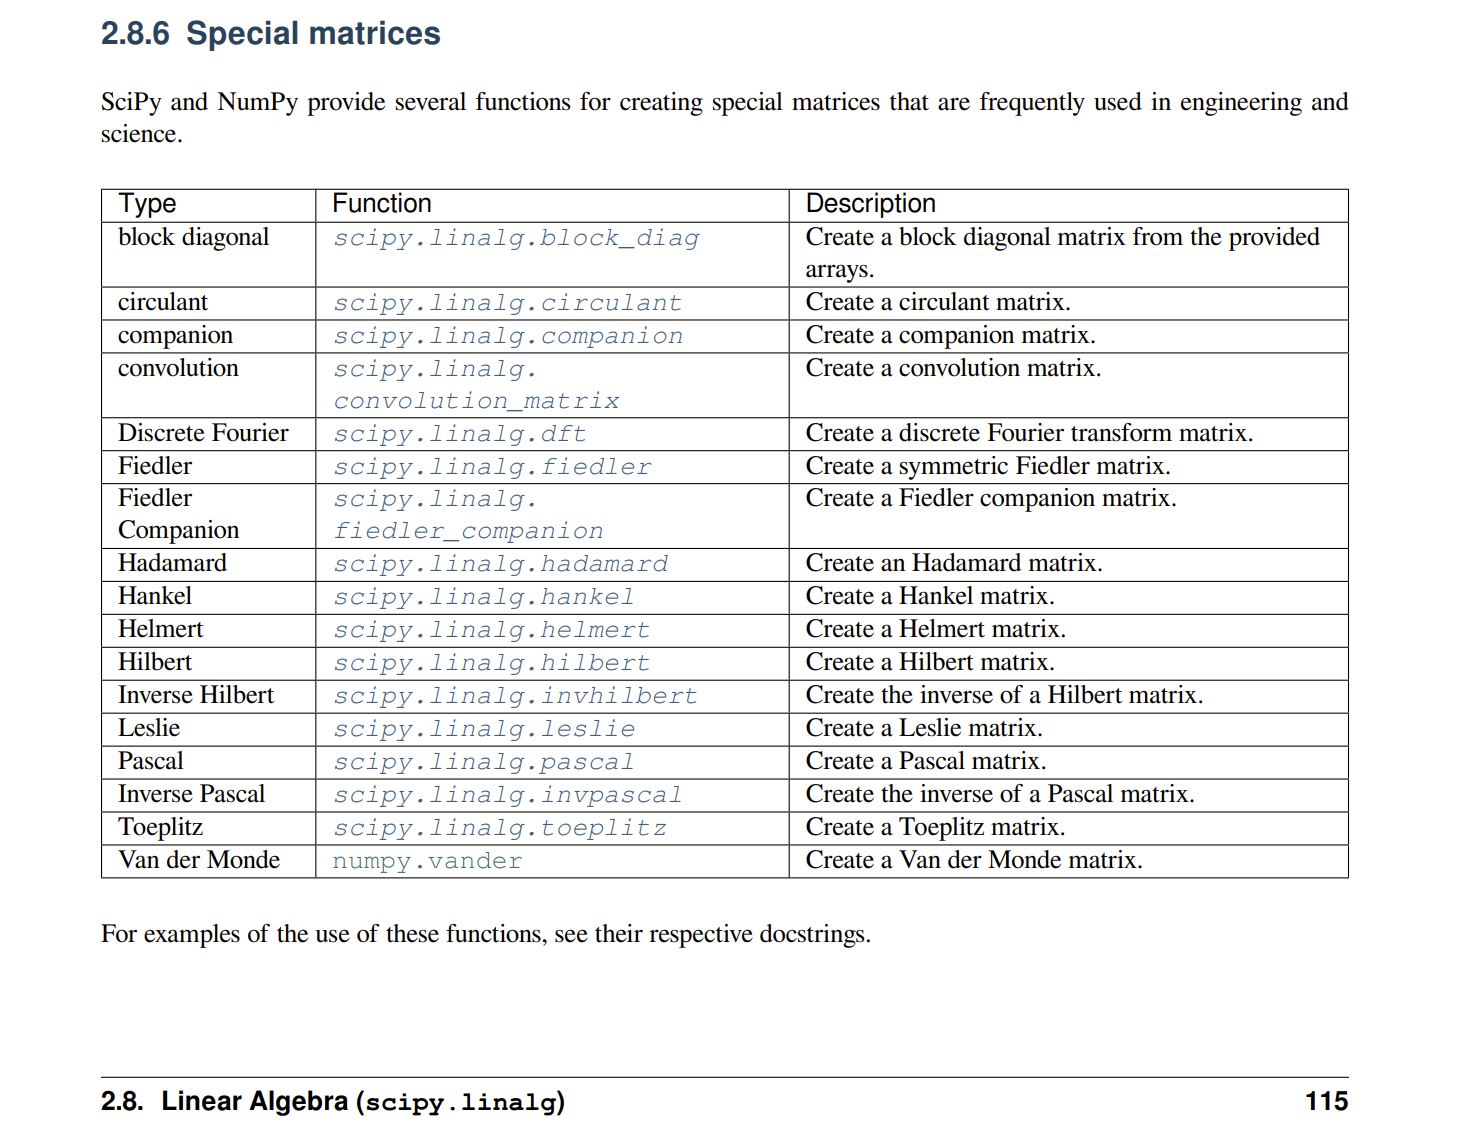 2.8.6 Special matrices
SciPy and NumPy provide several functions for creating special matrices that are frequently used in engineering and
science.
Type Function Description
block diagonal scipy.linalg.block_diag Create a block diagonal matrix from the provided
arrays.
circulant scipy.linalg.circulant Create a circulant matrix.
companion scipy.linalg.companion Create a companion matrix.
convolution scipy.linalg. Create a convolution matrix.
convolution_matrix
Discrete Fourier scipy.linalg.dft Create a discrete Fourier transform matrix.
Fiedler scipy.linalg.fiedler Create a symmetric Fiedler matrix.
Fiedler scipy.linalg. Create a Fiedler companion matrix.
Companion fiedler_companion
Hadamard scipy.linalg.hadamard Create an Hadamard matrix.
Hankel scipy.linalg.hankel Create a Hankel matrix.
Helmert scipy.linalg.helmert Create a Helmert matrix.
Hilbert scipy.linalg.hilbert Create a Hilbert matrix.
Inverse Hilbert scipy.linalg.invhilbert Create the inverse of a Hilbert matrix.
Leslie scipy.linalg.leslie Create a Leslie matrix.
Pascal scipy.linalg.pascal Create a Pascal matrix.
Inverse Pascal scipy.linalg.invpascal Create the inverse of a Pascal matrix.
Toeplitz scipy.linalg.toeplitz Create a Toeplitz matrix.
Van der Monde numpy.vander Create a Van der Monde matrix.
For examples of the use of these functions, see their respective docstrings.
2.8. Linear Algebra (scipy.linalg) 115